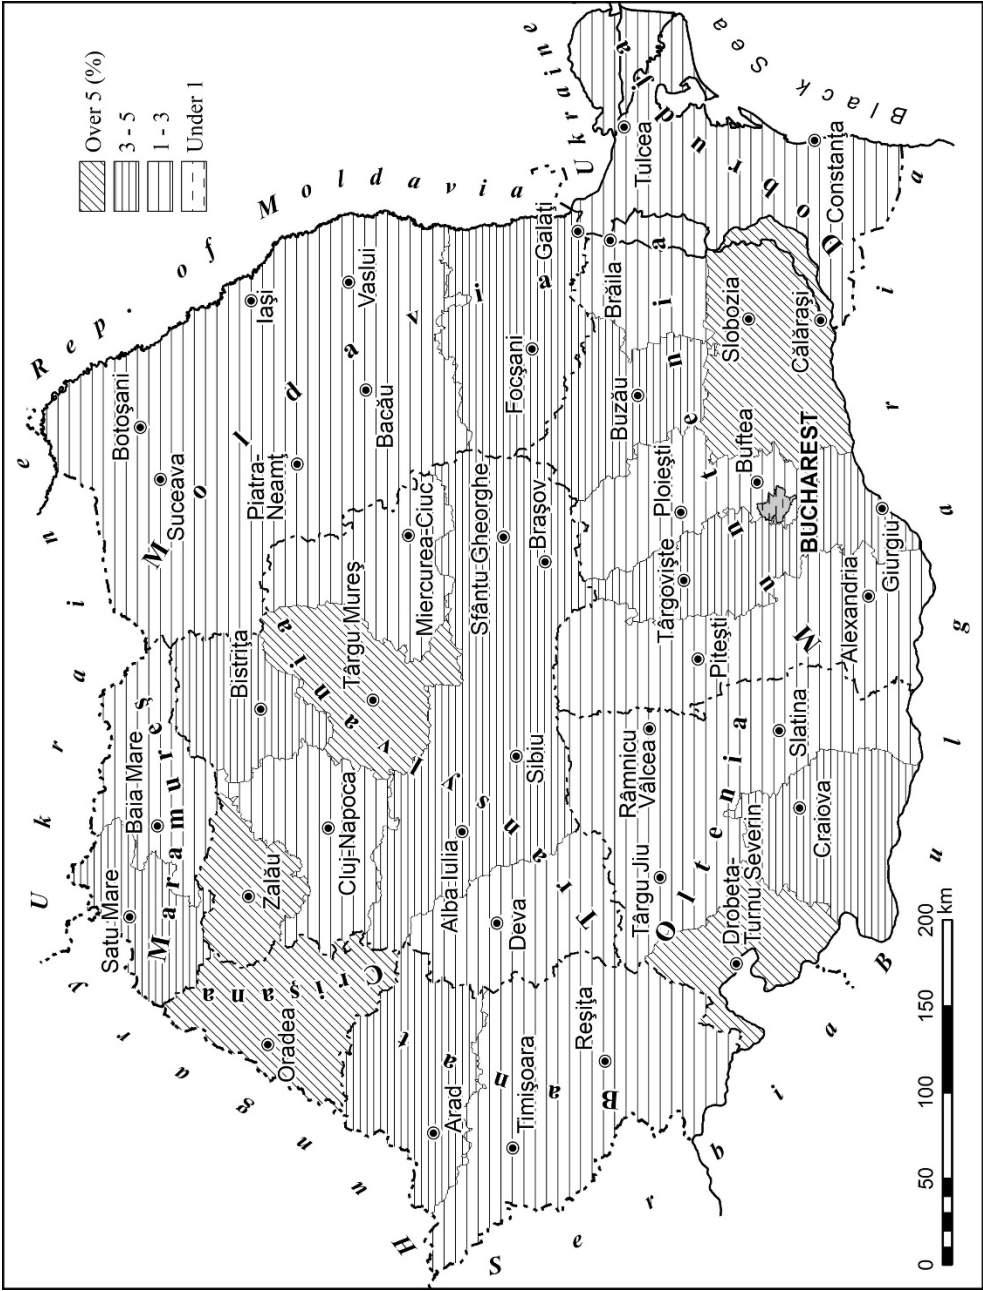 Over 5 (%)
3 - 5
1 - 3
Under 1
Ukraine
Rep. of Moldavia
Ukraine
Black Sea
Bulgaria
Serbia
Hungary
Maramureş
Moldavia
Crisana
Transylvania
Banat
Oltenia
Muntenia
Dobrudja
Satu Mare
Baia-Mare
Botoşani
Suceava
Iaşi
Bistriţa
Zalău
Oradea
Piatra-
Neamţ
Vaslui
Cluj-Napoca
Târgu Mureş
Bacău
Miercurea-Ciuc
Arad
Alba-Iulia
Deva
Timişoara
Sibiu
Sfântu-Gheorghe
Braşov
Focşani
Galaţi
Brăila
Tulcea
Reşiţa
Târgu Jiu
Râmnicu
Vâlcea
Piteşti
Târgovişte
Ploieşti
Buzău
Drobeta-
Turnu Severin
Craiova
Slatina
Buftea
BUCHAREST
Slobozia
Călăraşi
Constanţa
Alexandria
Giurgiu
0 50 100 150 200 km